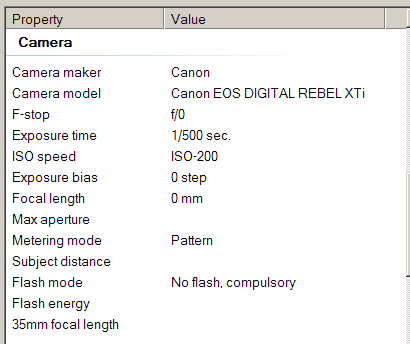 Property Value
Camera
Camera maker Canon
Camera model Canon EOS DIGITAL REBEL XTi
F-stop f/0
Exposure time 1/500 sec.
ISO speed ISO-200
Exposure bias 0 step
Focal length 0 mm
Max aperture
Metering mode Pattern
Subject distance
Flash mode No flash, compulsory
Flash energy
35mm focal length